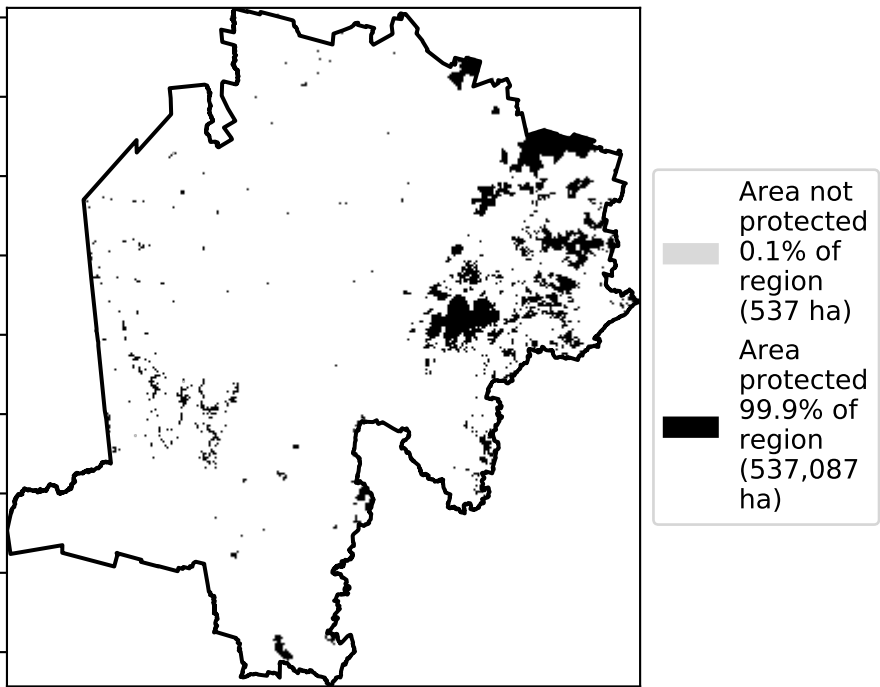 Area not
protected
0.1% of
region
(537 ha)
Area
protected
99.9% of
region
(537,087
ha)